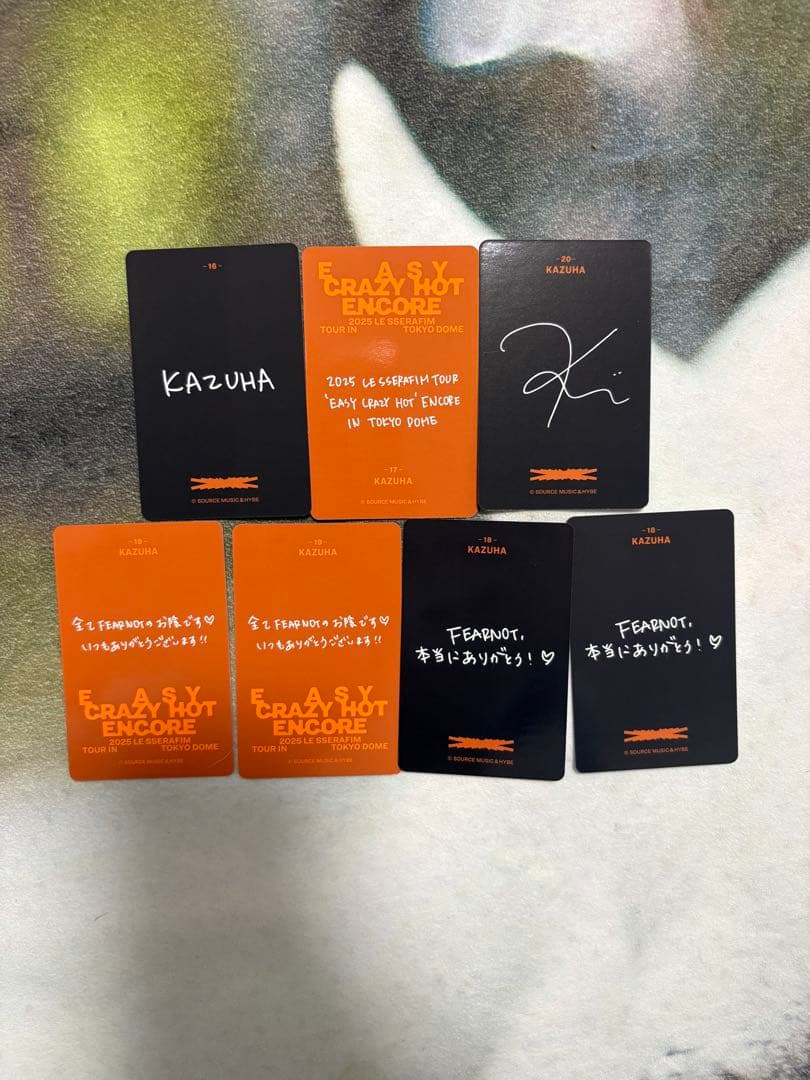 -16-
KAZUHA
© SOURCE MUSIC & HYBE
EASY
CRAZY HOT
ENCORE
2025 LE SSERAFIM
TOUR IN TOKYO DOME
2025 LE SSERAFIM TOUR
'EASY CRAZY HOT' ENCORE
IN TOKYO DOME
-17-
KAZUHA
© SOURCE MUSIC & HYBE
-20-
KAZUHA
© SOURCE MUSIC & HYBE
-19-
KAZUHA
全てFEARNOTのお陰です♡
いつもありがとうございます!!
EASY
CRAZY HOT
ENCORE
2025 LE SSERAFIM
TOUR IN TOKYO DOME
© SOURCE MUSIC & HYBE
-19-
KAZUHA
全てFEARNOTのお陰です♡
いつもありがとうございます!!
EASY
CRAZY HOT
ENCORE
2025 LE SSERAFIM
TOUR IN TOKYO DOME
© SOURCE MUSIC & HYBE
-18-
KAZUHA
FEARNOT,
本当にありがとう!♡
© SOURCE MUSIC & HYBE
-18-
KAZUHA
FEARNOT,
本当にありがとう!♡
© SOURCE MUSIC & HYBE